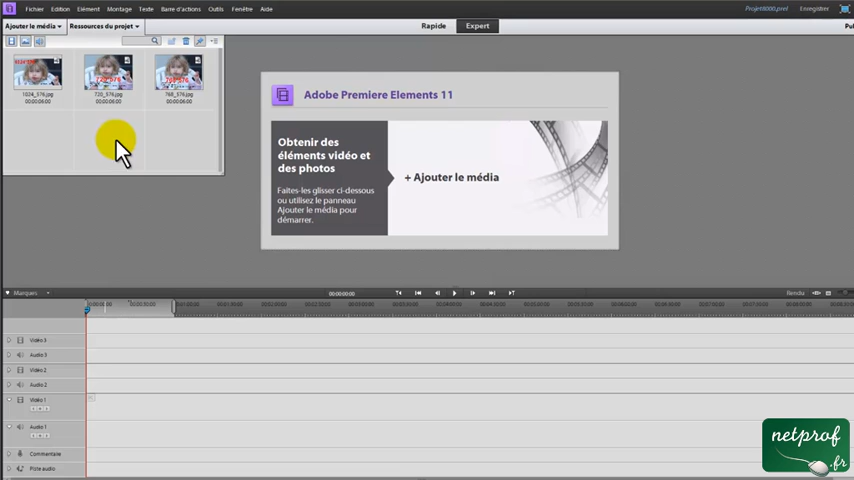 Fichier Edition Elément Montage Texte Barre d'actions Outils Fenêtre Aide
Enregistrer
Ajouter le média Ressources du projet
Rapide Expert
1024_576.jpg 720_576.jpg 768_576.jpg
00:00:06:00 00:00:06:00 00:00:06:00
Adobe Premiere Elements 11
Obtenir des
éléments vidéo et
des photos
+ Ajouter le média
Faites-les glisser ci-dessous
ou utilisez le panneau
Ajouter le média pour
démarrer.
Marques
00:00:00:00
Rendu
Vidéo 3
Audio 3
Vidéo 2
Audio 2
Vidéo 1
Audio 1
Commentaire
Piste audio
netprof
.fr